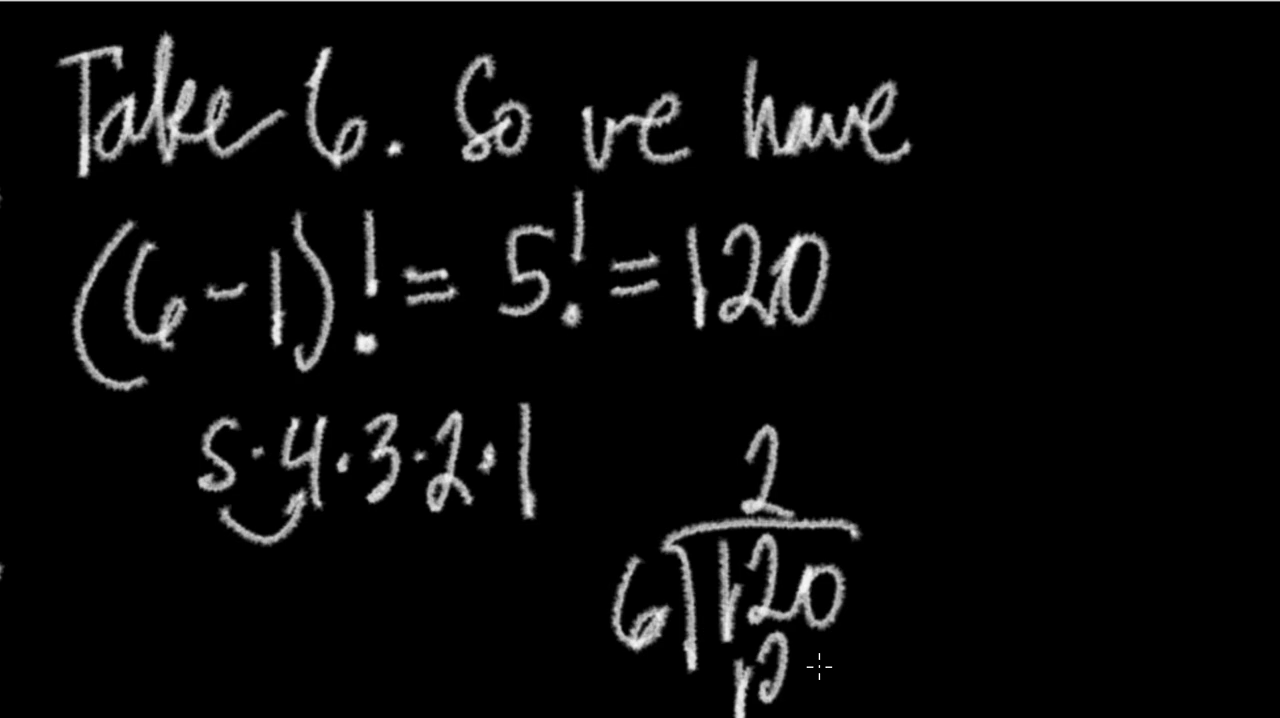 Take 6. So we have
(6-1)! = 5! = 120
5·4·3·2·1
2
6 120
12